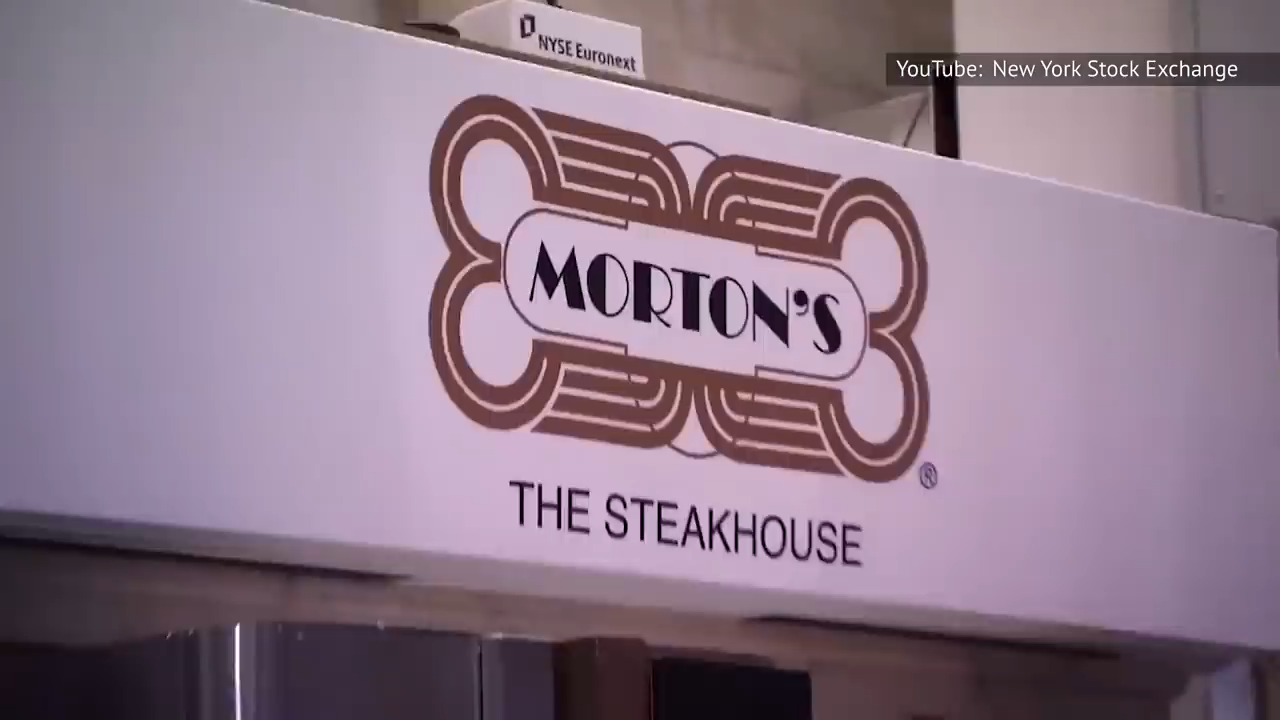 NYSE Euronext
YouTube: New York Stock Exchange
MORTON'S
®
THE STEAKHOUSE